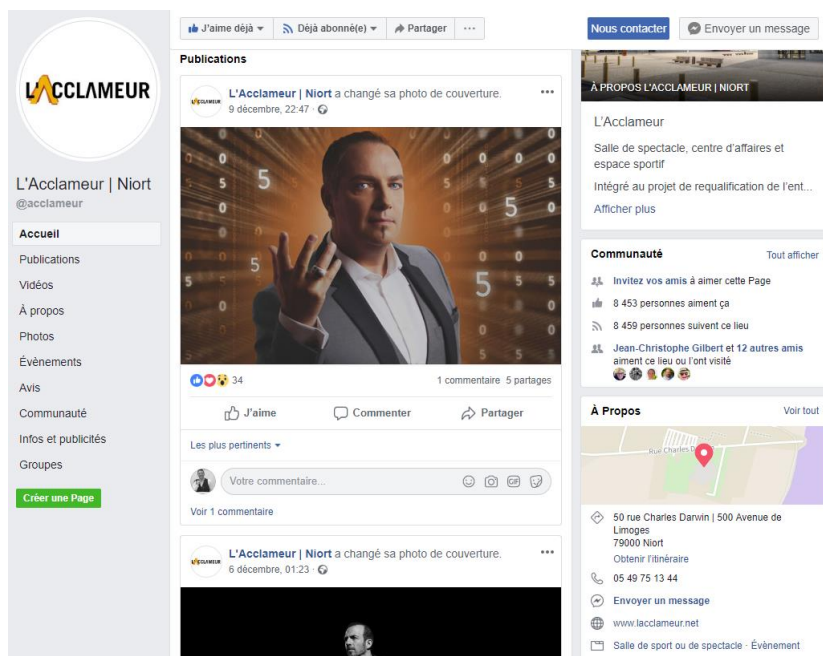 L'ACCLAMEUR
L'Acclameur | Niort
@acclameur
Accueil
Publications
Vidéos
À propos
Photos
Évènements
Avis
Communauté
Infos et publicités
Groupes
Créer une Page
J'aime déjà
Déjà abonné(e)
Partager
...
Nous contacter
Envoyer un message
Publications
L'ACCLAMEUR
L'Acclameur | Niort a changé sa photo de couverture.
9 décembre, 22:47 ·
34
1 commentaire 5 partages
J'aime
Commenter
Partager
Les plus pertinents
Votre commentaire...
GIF
Voir 1 commentaire
L'ACCLAMEUR
L'Acclameur | Niort a changé sa photo de couverture.
6 décembre, 01:23 ·
À PROPOS L'ACCLAMEUR | NIORT
L'Acclameur
Salle de spectacle, centre d'affaires et
espace sportif
Intégré au projet de requalification de l'ent...
Afficher plus
Communauté
Tout afficher
Invitez vos amis à aimer cette Page
8 453 personnes aiment ça
8 459 personnes suivent ce lieu
Jean-Christophe Gilbert et 12 autres amis
aiment ce lieu ou l'ont visité
À Propos
Voir tout
Rue Charles D
50 rue Charles Darwin | 500 Avenue de
Limoges
79000 Niort
Obtenir l'itinéraire
05 49 75 13 44
Envoyer un message
www.lacclameur.net
Salle de sport ou de spectacle · Évènement